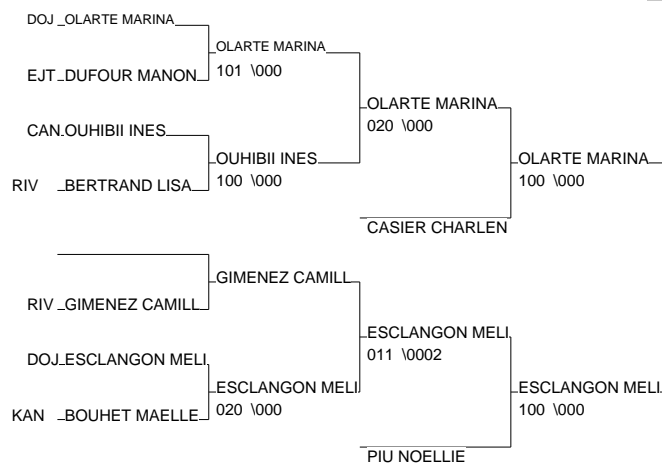 DOJ OLARTE MARINA
OLARTE MARINA
101 \000
EJT DUFOUR MANON
OLARTE MARINA
020 \000
CAN OUHIBII INES
OUHIBII INES
100 \000
OLARTE MARINA
100 \000
RIV BERTRAND LISA
CASIER CHARLEN
GIMENEZ CAMILL
RIV GIMENEZ CAMILL
ESCLANGON MELI
011 \0002
DOJ ESCLANGON MELI
ESCLANGON MELI
020 \000
ESCLANGON MELI
100 \000
KAN BOUHET MAELLE
PIU NOELLIE